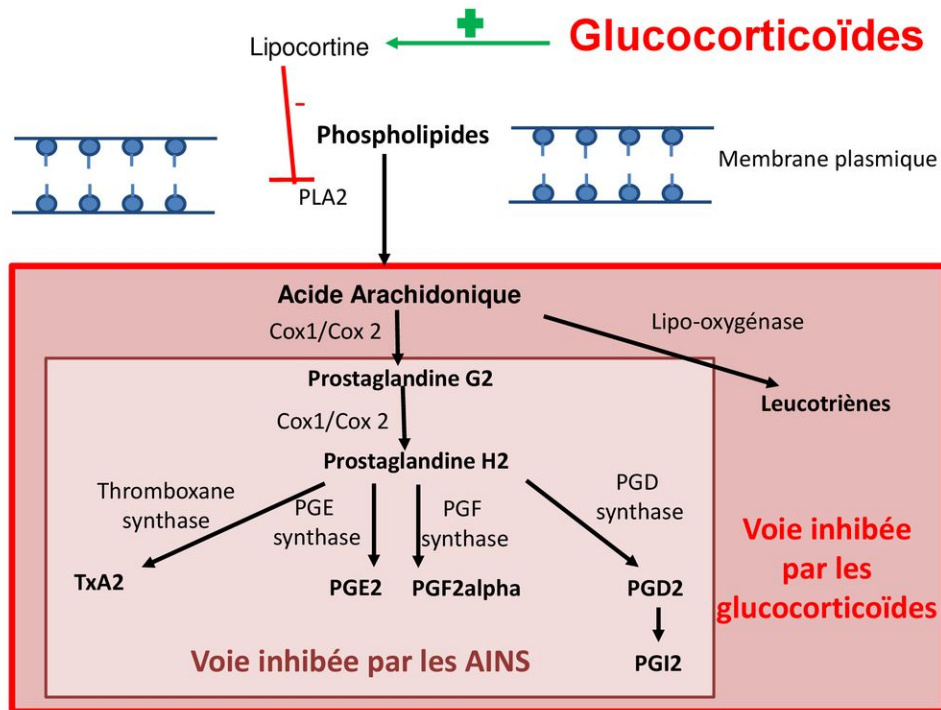 Glucocorticoïdes
Lipocortine
-
Phospholipides
Membrane plasmique
PLA2
Acide Arachidonique
Cox1/Cox 2
Lipo-oxygénase
Prostaglandine G2
Leucotriènes
Cox1/Cox 2
Prostaglandine H2
Thromboxane
synthase
PGE
synthase
PGF
synthase
PGD
synthase
Voie inhibée
par les
glucocorticoïdes
TxA2
PGE2
PGF2alpha
PGD2
Voie inhibée par les AINS
PGI2